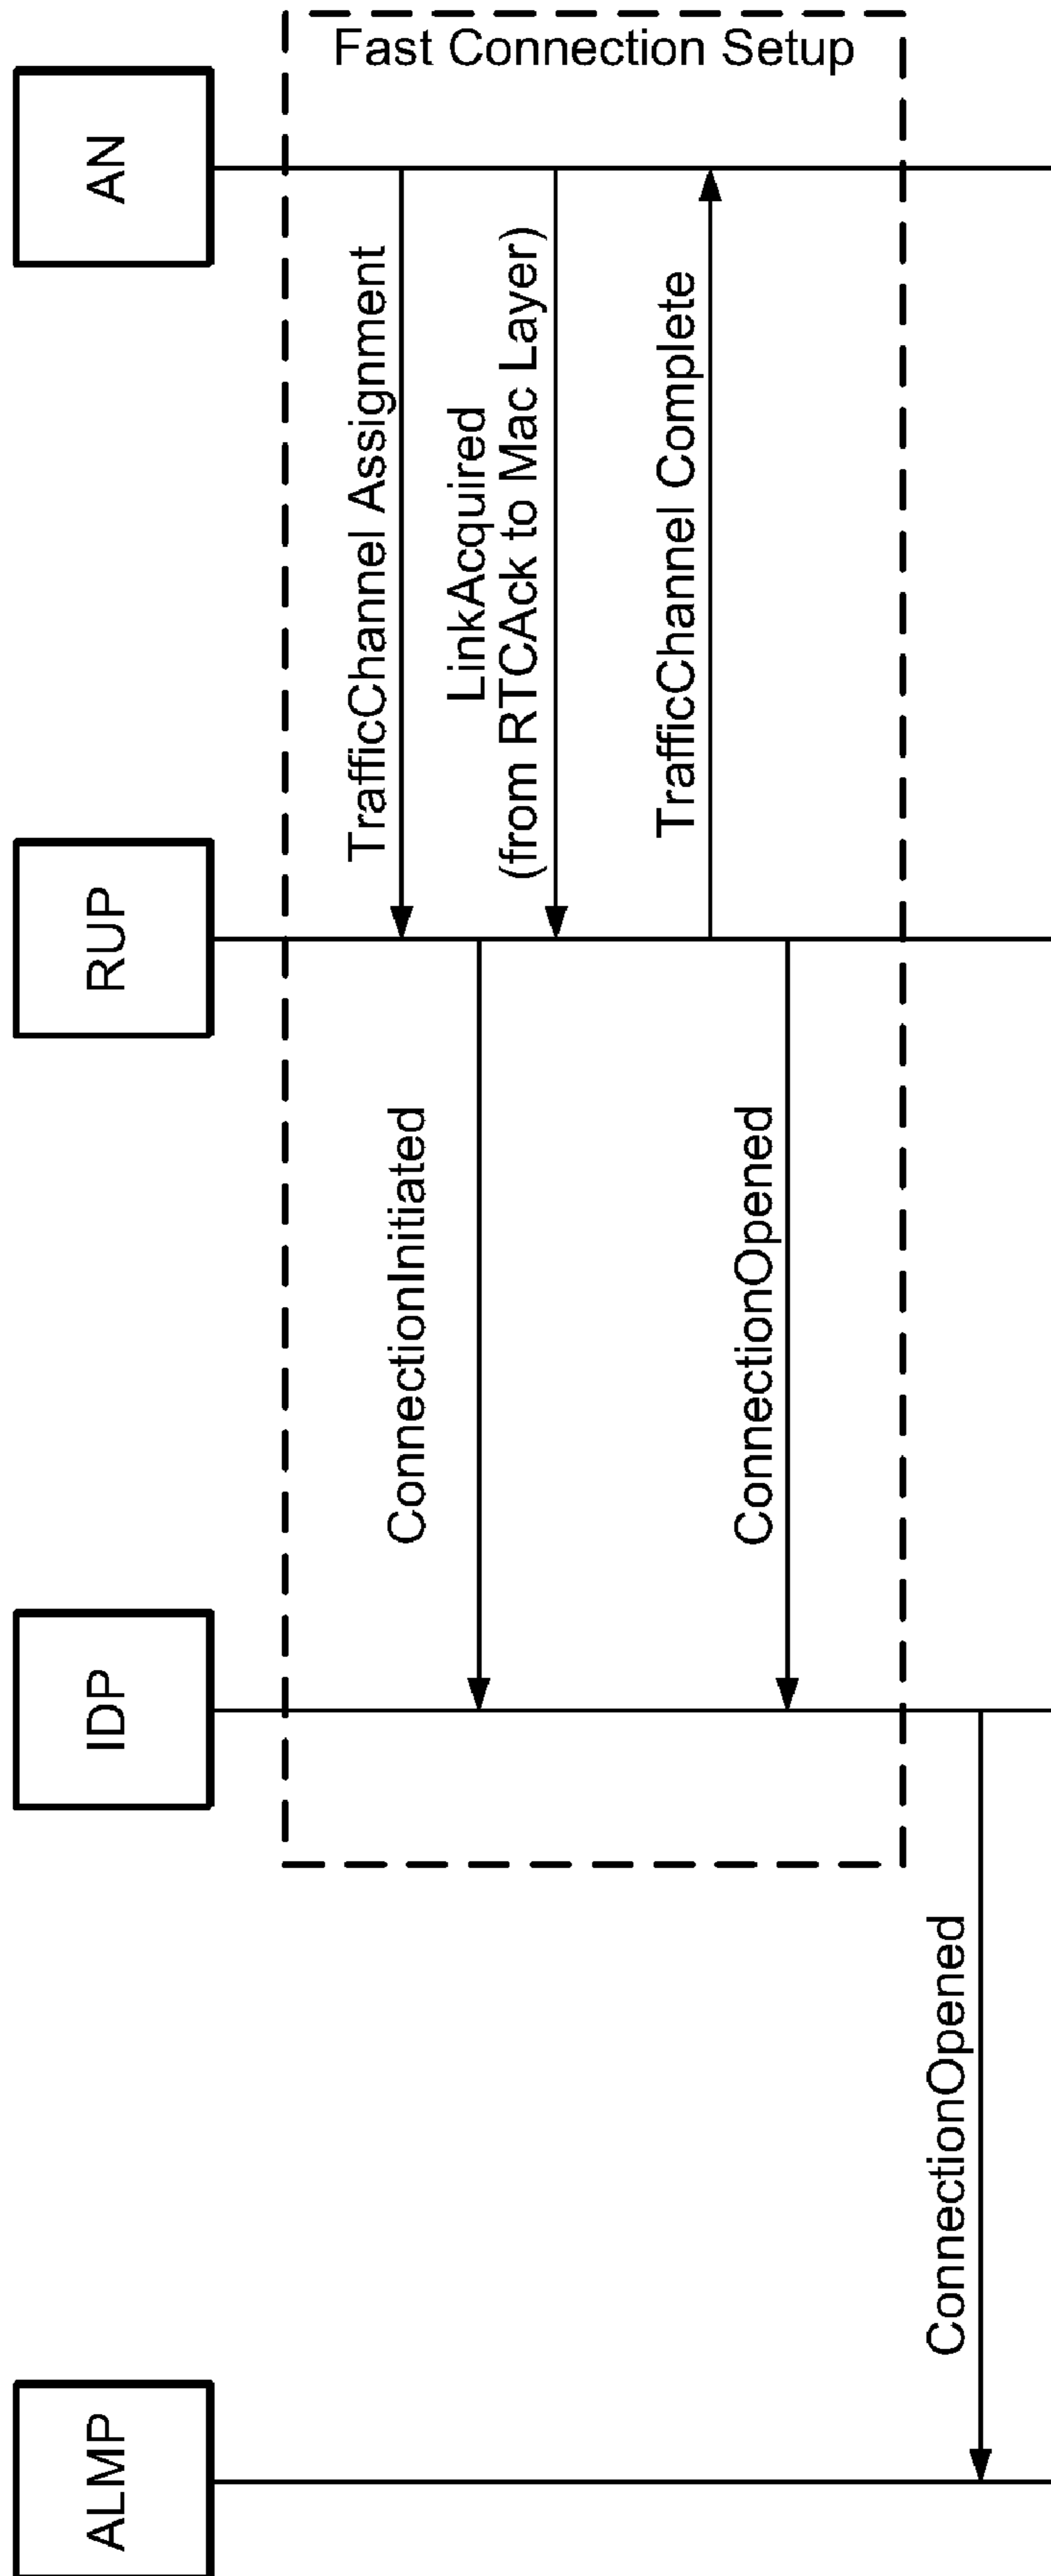 ALMP
IDP
RUP
AN
Fast Connection Setup
TrafficChannel Assignment
ConnectionInitiated
LinkAcquired
(from RTCAck to Mac Layer)
TrafficChannel Complete
ConnectionOpened
ConnectionOpened